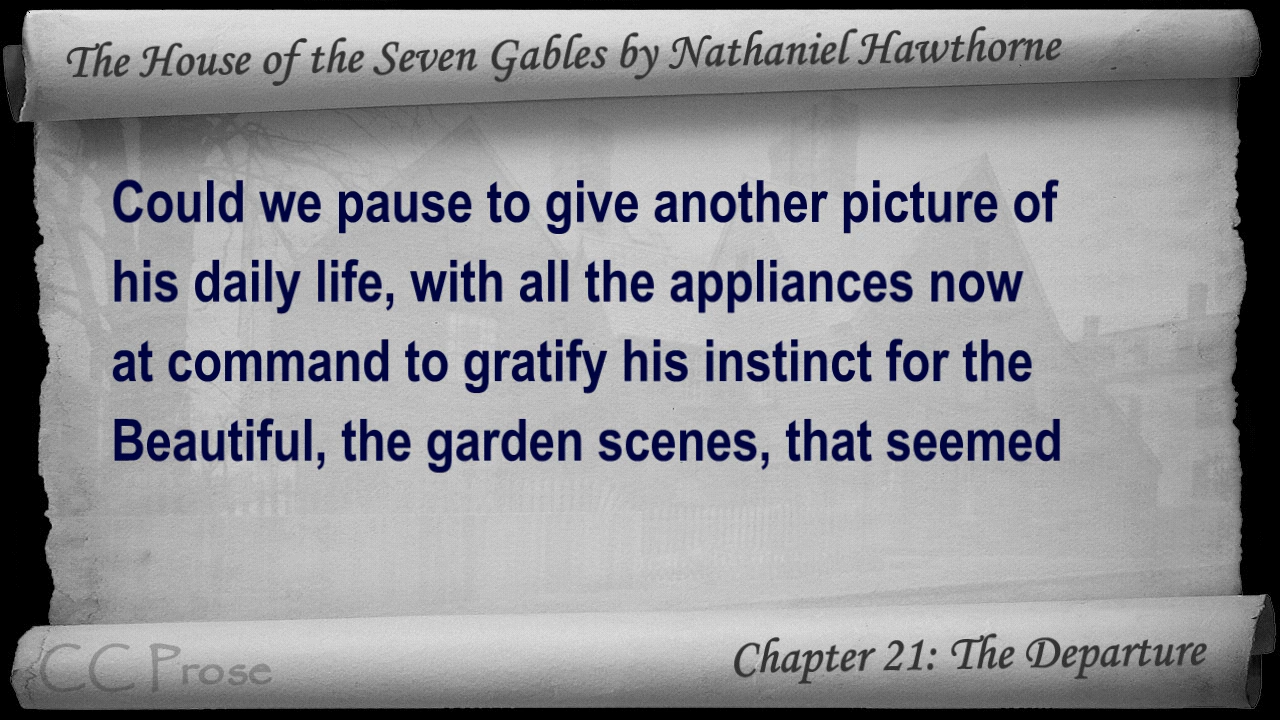 The House of the Seven Gables by Nathaniel Hawthorne
Could we pause to give another picture of
his daily life, with all the appliances now
at command to gratify his instinct for the
Beautiful, the garden scenes, that seemed
CC Prose
Chapter 21: The Departure